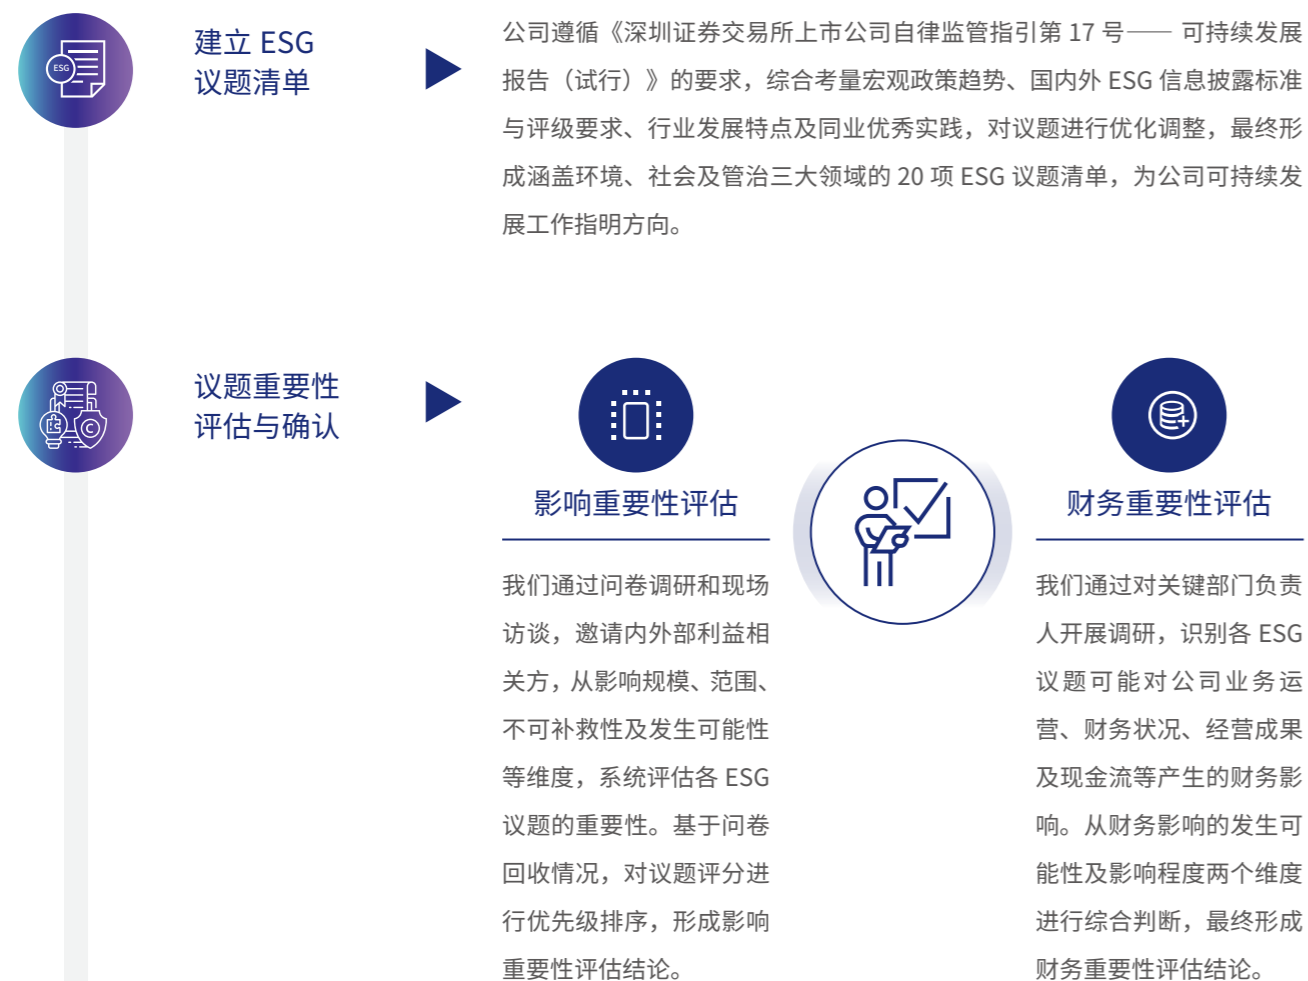 建立 ESG
议题清单
公司遵循《深圳证券交易所上市公司自律监管指引第 17 号—— 可持续发展
报告（试行）》的要求，综合考量宏观政策趋势、国内外 ESG 信息披露标准
与评级要求、行业发展特点及同业优秀实践，对议题进行优化调整，最终形
成涵盖环境、社会及管治三大领域的 20 项 ESG 议题清单，为公司可持续发
展工作指明方向。
ESG
议题重要性
评估与确认
C
影响重要性评估
我们通过问卷调研和现场
访谈，邀请内外部利益相
关方，从影响规模、范围、
不可补救性及发生可能性
等维度，系统评估各 ESG
议题的重要性。基于问卷
回收情况，对议题评分进
行优先级排序，形成影响
重要性评估结论。
财务重要性评估
我们通过对关键部门负责
人开展调研，识别各 ESG
议题可能对公司业务运
营、财务状况、经营成果
及现金流等产生的财务影
响。从财务影响的发生可
能性及影响程度两个维度
进行综合判断，最终形成
财务重要性评估结论。